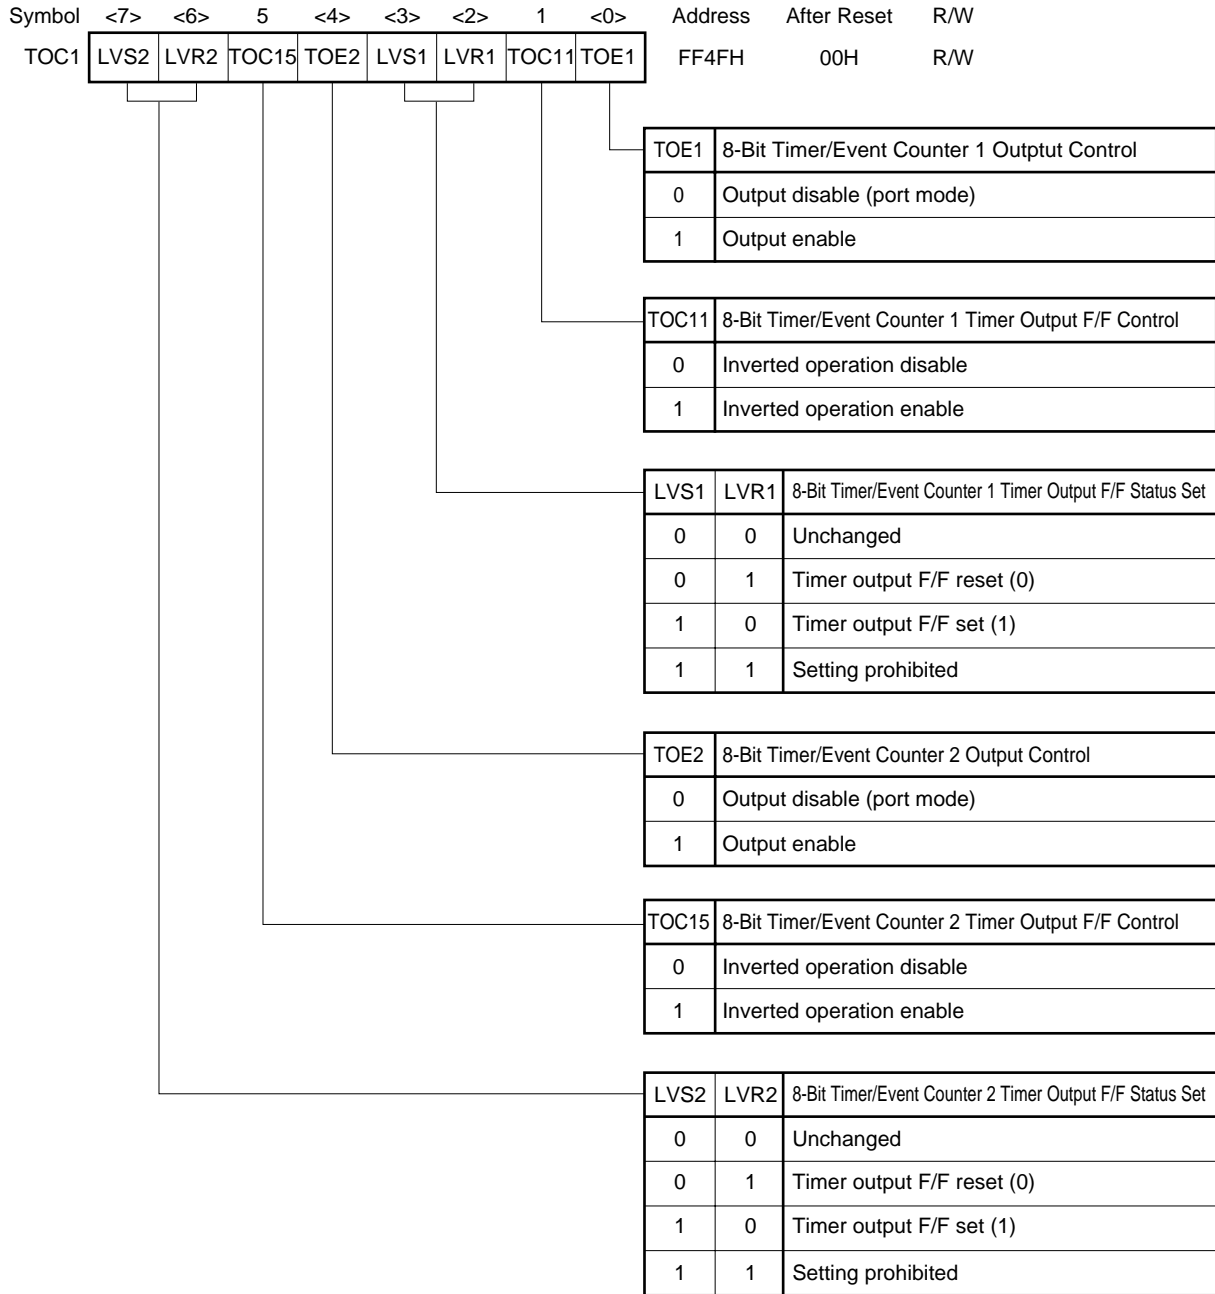 Symbol <7> <6> 5 <4> <3> <2> 1 <0> Address After Reset R/W
TOC1 LVS2 LVR2 TOC15 TOE2 LVS1 LVR1 TOC11 TOE1 FF4FH 00H R/W
TOE1 8-Bit Timer/Event Counter 1 Outptut Control
0 Output disable (port mode)
1 Output enable
TOC11 8-Bit Timer/Event Counter 1 Timer Output F/F Control
0 Inverted operation disable
1 Inverted operation enable
LVS1 LVR1 8-Bit Timer/Event Counter 1 Timer Output F/F Status Set
0 0 Unchanged
0 1 Timer output F/F reset (0)
1 0 Timer output F/F set (1)
1 1 Setting prohibited
TOE2 8-Bit Timer/Event Counter 2 Output Control
0 Output disable (port mode)
1 Output enable
TOC15 8-Bit Timer/Event Counter 2 Timer Output F/F Control
0 Inverted operation disable
1 Inverted operation enable
LVS2 LVR2 8-Bit Timer/Event Counter 2 Timer Output F/F Status Set
0 0 Unchanged
0 1 Timer output F/F reset (0)
1 0 Timer output F/F set (1)
1 1 Setting prohibited